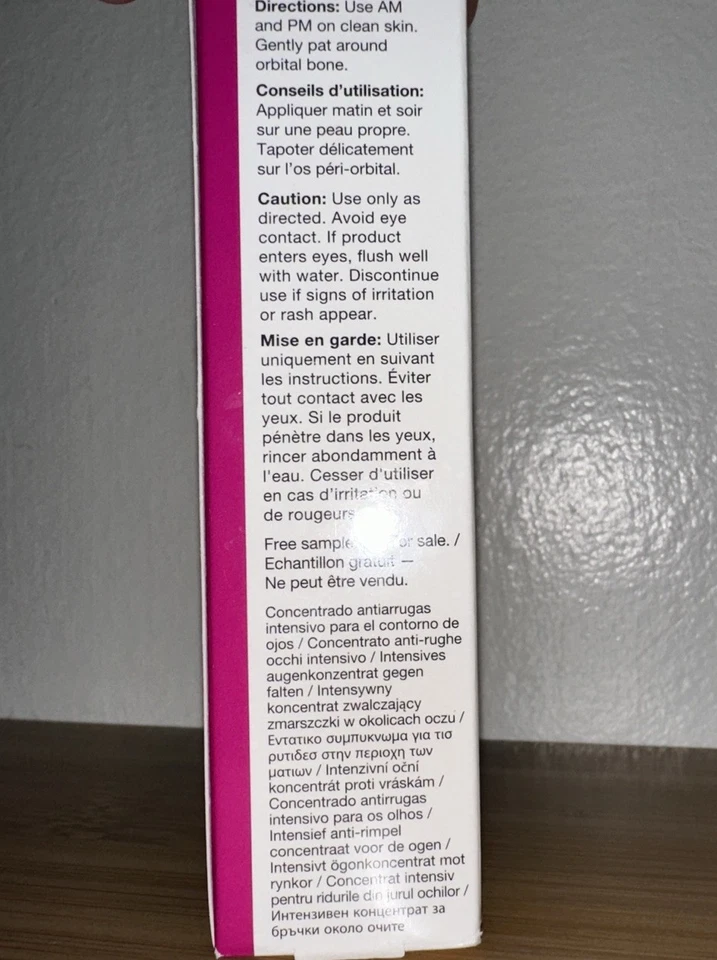 Directions: Use AM
and PM on clean skin.
Gently pat around
orbital bone.
Conseils d'utilisation:
Appliquer matin et soir
sur une peau propre.
Tapoter délicatement
sur l'os péri-orbital.
Caution: Use only as
directed. Avoid eye
contact. If product
enters eyes, flush well
with water. Discontinue
use if signs of irritation
or rash appear.
Mise en garde: Utiliser
uniquement en suivant
les instructions. Éviter
tout contact avec les
yeux. Si le produit
pénètre dans les yeux,
rincer abondamment à
l'eau. Cesser d'utiliser
en cas d'irritation ou
de rougeurs
Free sample sale. /
Echantillon gratuit —
Ne peut être vendu.
Concentrado antiarrugas
intensivo para el contorno de
ojos / Concentrato anti-rughe
occhi intensivo / Intensives
augenkonzentrat gegen
falten / Intensywny
koncentrat zwalczający
zmarszczki w okolicach oczu /
Εντατικο συμπυκνωμα για τισ
ρυτιδεσ στην περιοχη των
ματιων / Intenzivní oční
koncentrát proti vráskám /
Concentrado antirrugas
intensivo para os olhos /
Intensief anti-rimpel
concentraat voor de ogen /
Intensivt ögonkoncentrat mot
rynkor / Concentrat intensiv
pentru ridurile din jurul ochilor /
Интензивен концентрат за
бръчки около очите